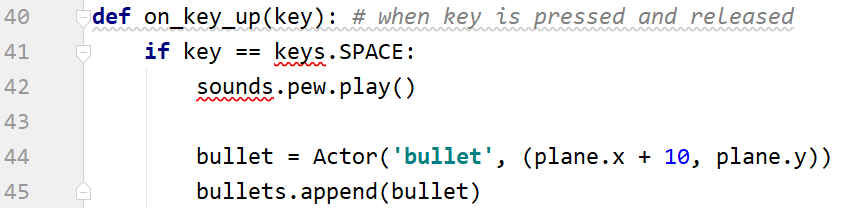 40 def on_key_up(key): # when key is pressed and released
41     if key == keys.SPACE:
42         sounds.pew.play()
43
44         bullet = Actor('bullet', (plane.x + 10, plane.y))
45         bullets.append(bullet)